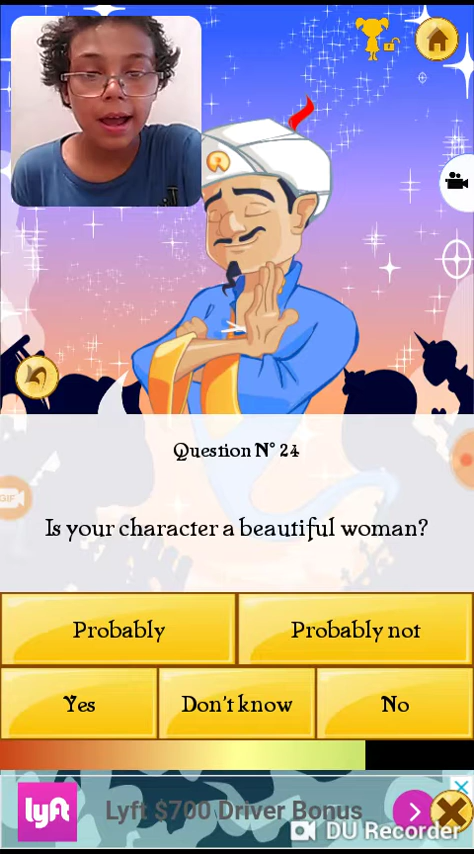 Question N° 24
Is your character a beautiful woman?
Probably
Probably not
Yes
Don't know
No
GIF
lyft
Lyft $700 Driver Bonus
DU Recorder